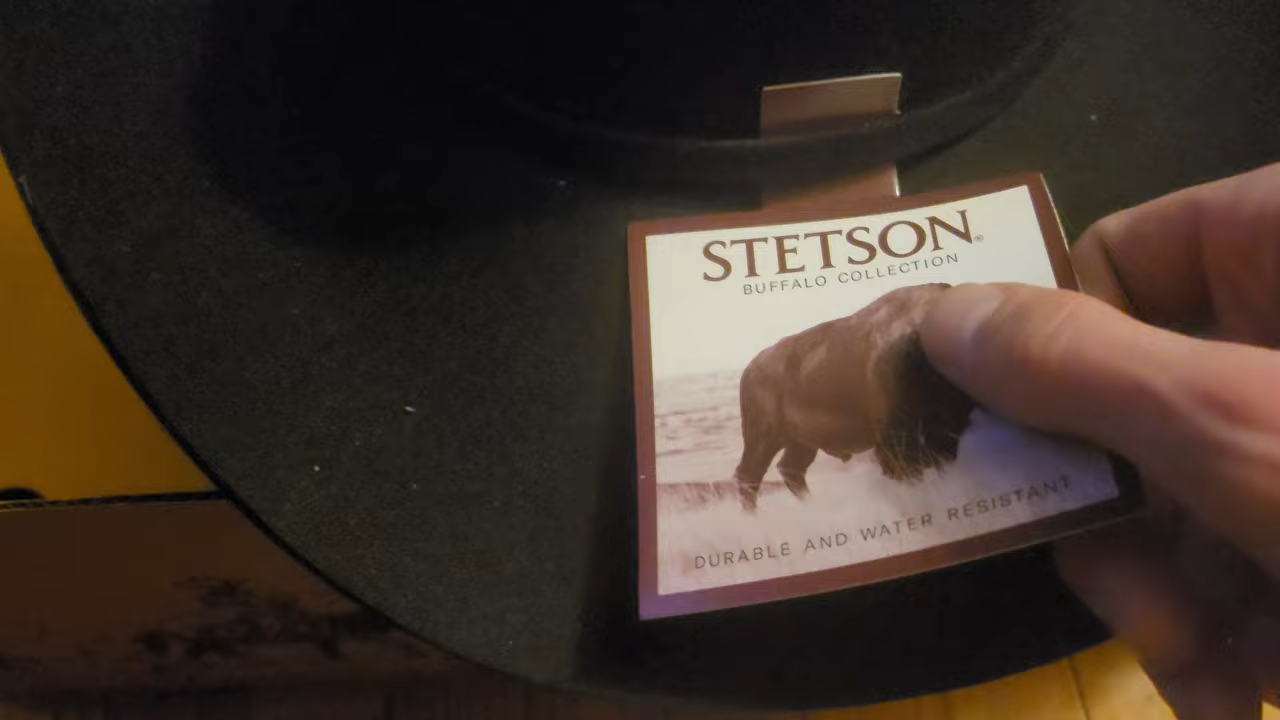 STETSON®
BUFFALO COLLECTION
DURABLE AND WATER RESISTANT